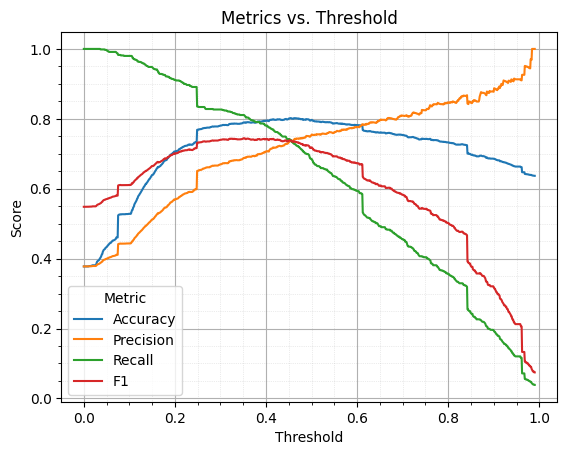 Metrics vs. Threshold
1.0
0.8
0.6
0.4
0.2
0.0
Score
Metric
Accuracy
Precision
Recall
F1
0.0 0.2 0.4 0.6 0.8 1.0
Threshold